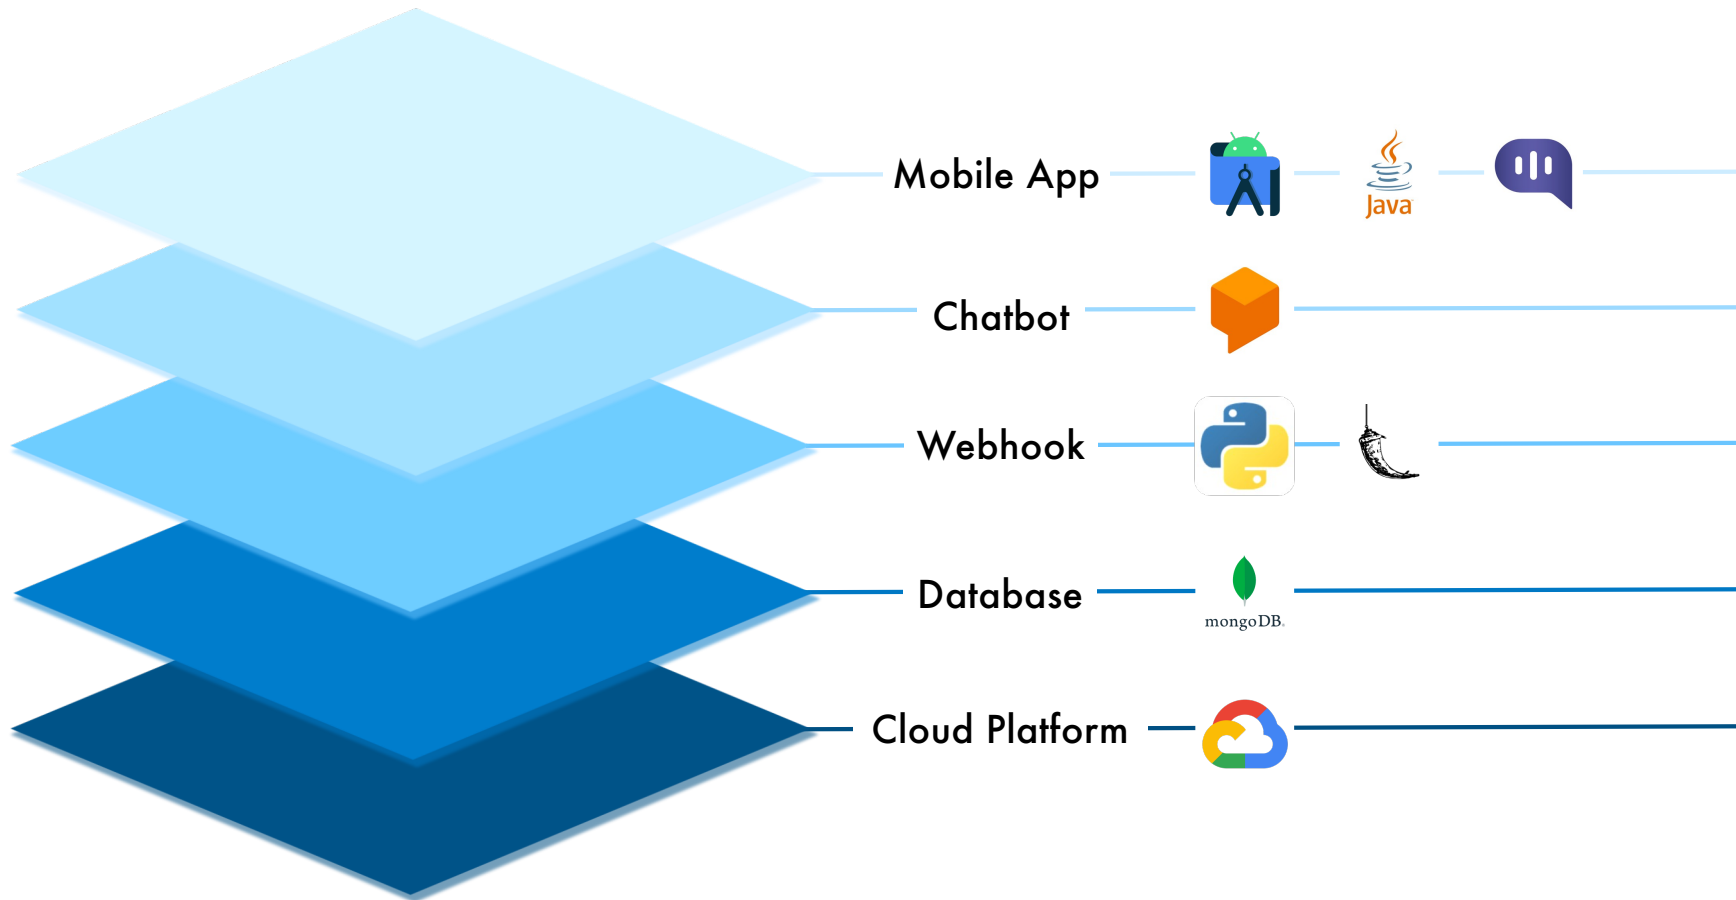 Mobile App
Java
Chatbot
Webhook
Database
mongoDB.
Cloud Platform